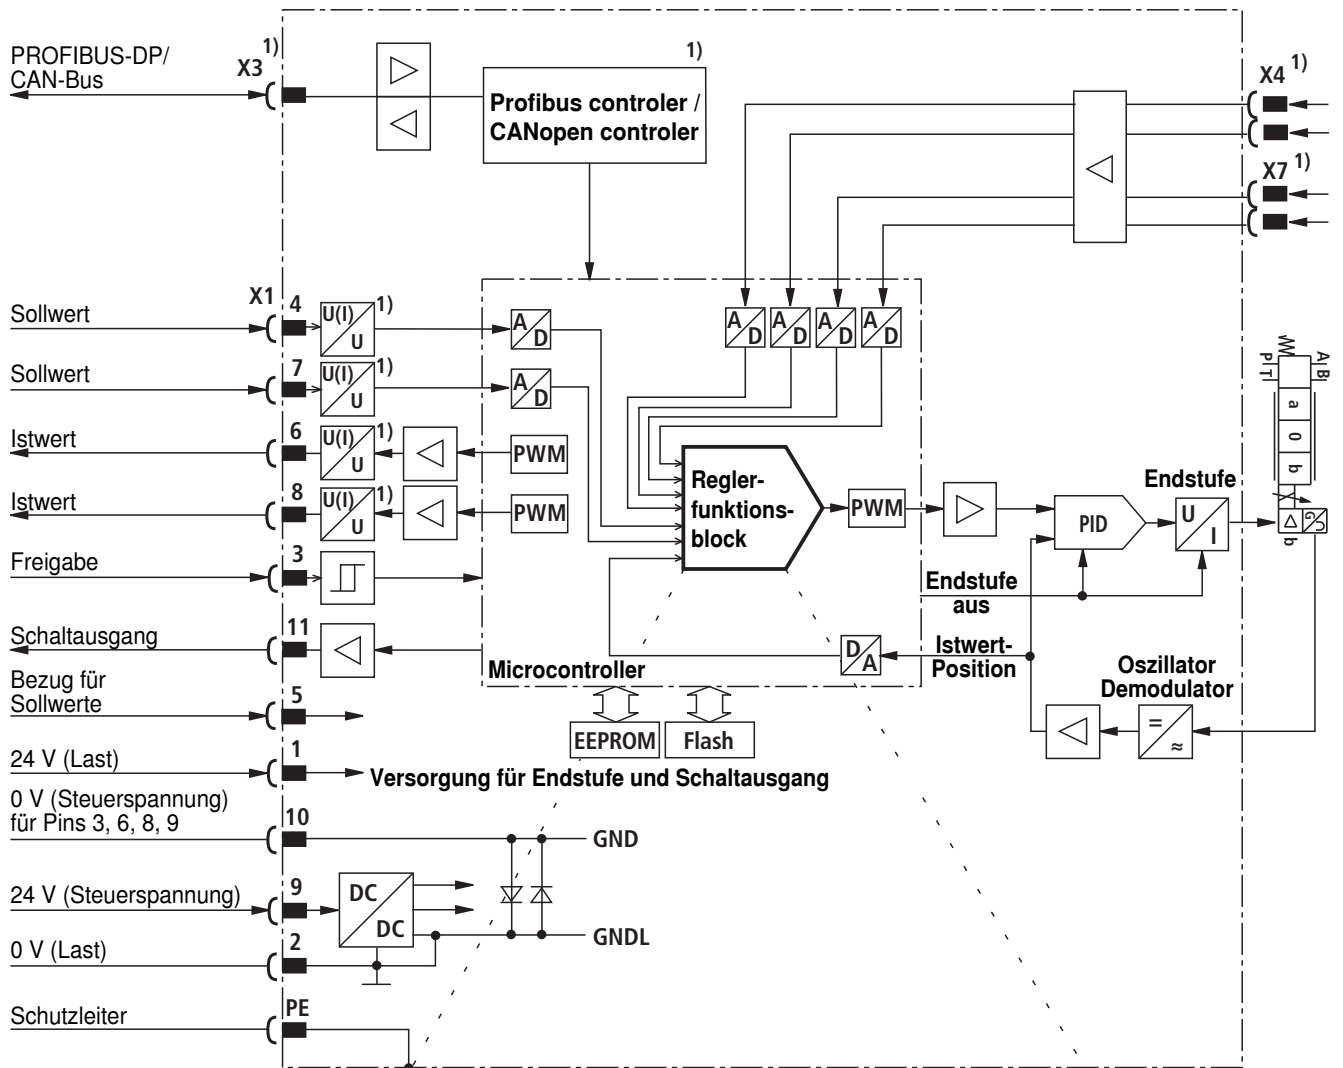 PROFIBUS-DP/
CAN-Bus
1)
X3
1)
Profibus controler /
CANopen controler
X4 1)
X7 1)
X1
Sollwert
4
U(I)
U
1)
A
D
A
D
A
D
A
D
A
D
Sollwert
7
U(I)
U
1)
A
D
Istwert
6
U(I)
U
1)
PWM
Istwert
8
U(I)
U
1)
PWM
Regler-
funktions-
block
PWM
PID
Endstufe
U
I
P
T
A
B
a
0
b
G
b
Freigabe
3
Endstufe
aus
Schaltausgang
11
Microcontroller
D
A
Istwert-
Position
Oszillator
Demodulator
=
≈
Bezug für
Sollwerte
5
EEPROM
Flash
24 V (Last)
1
Versorgung für Endstufe und Schaltausgang
0 V (Steuerspannung)
für Pins 3, 6, 8, 9
10
GND
24 V (Steuerspannung)
9
DC
DC
GNDL
0 V (Last)
2
Schutzleiter
PE